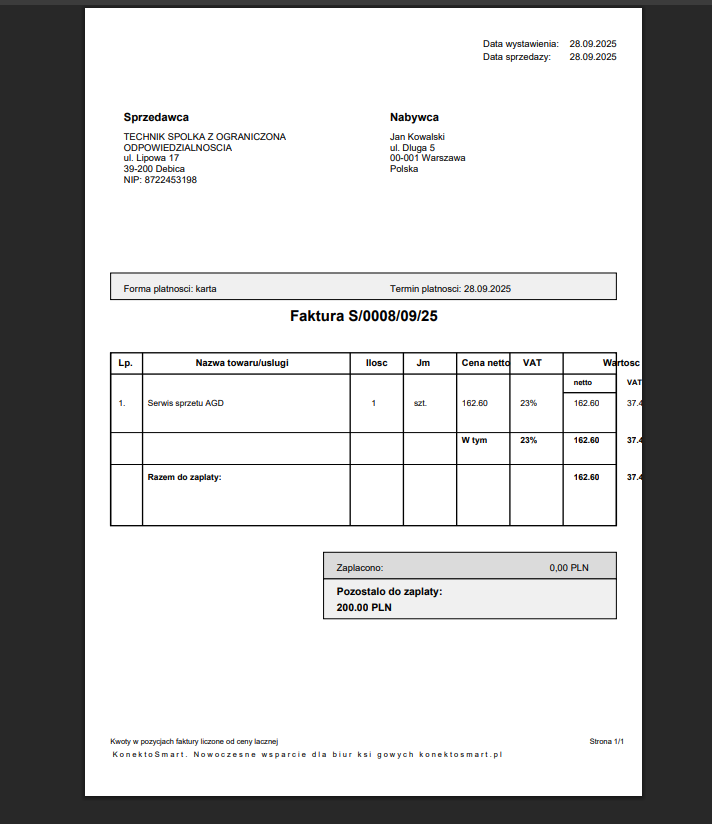 Data wystawienia: 28.09.2025
Data sprzedazy: 28.09.2025
Sprzedawca
TECHNIK SPOLKA Z OGRANICZONA
ODPOWIEDZIALNOSCIA
ul. Lipowa 17
39-200 Debica
NIP: 8722453198
Nabywca
Jan Kowalski
ul. Dluga 5
00-001 Warszawa
Polska
Forma platnosci: karta Termin platnosci: 28.09.2025
Faktura S/0008/09/25
Lp. Nazwa towaru/uslugi Ilosc Jm Cena netto VAT Wartosc
netto VAT
1. Serwis sprzetu AGD 1 szt. 162.60 23% 162.60 37.4
W tym 23% 162.60 37.4
Razem do zaplaty: 162.60 37.4
Zaplacono: 0,00 PLN
Pozostalo do zaplaty:
200.00 PLN
Kwoty w pozycjach faktury liczone od ceny lacznej Strona 1/1
KonektoSmart. Nowoczesne wsparcie dla biur ksi gowych konektosmart.pl